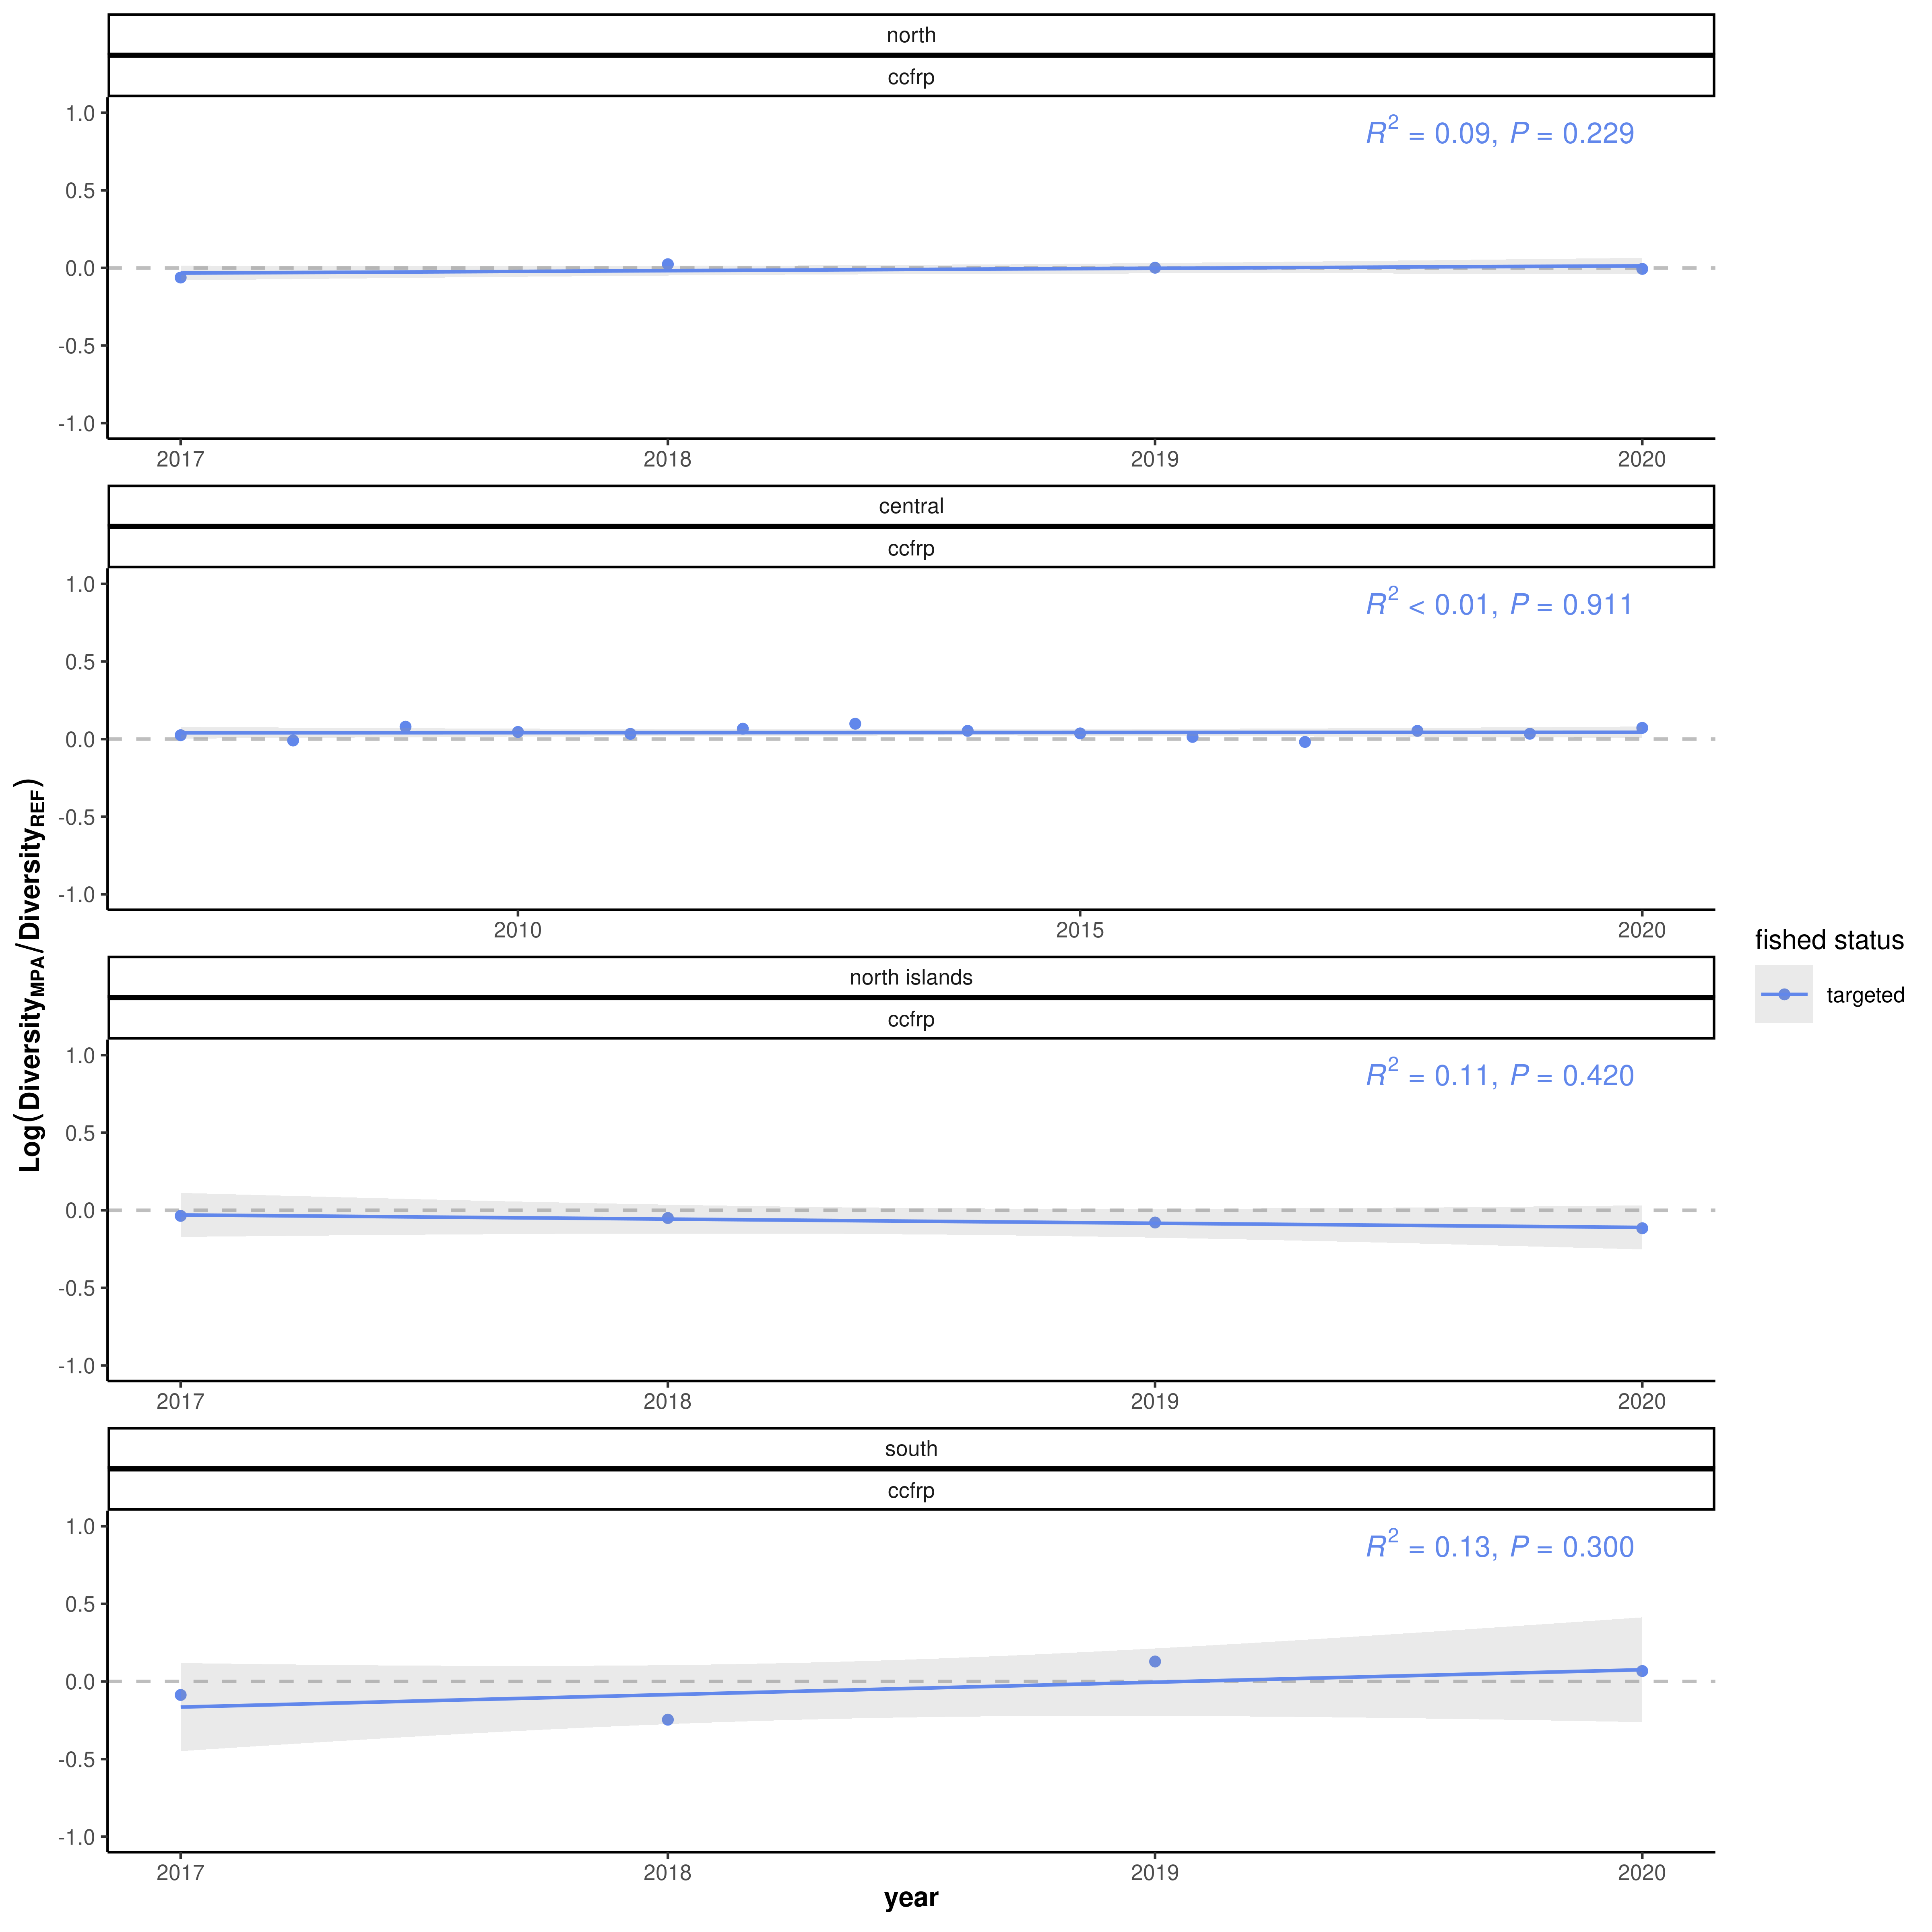 north
ccfrp
R² = 0.09, P = 0.229
1.0
0.5
0.0
-0.5
-1.0
2017 2018 2019 2020
central
ccfrp
R² < 0.01, P = 0.911
1.0
0.5
0.0
-0.5
-1.0
2010 2015 2020
north islands
ccfrp
R² = 0.11, P = 0.420
1.0
0.5
0.0
-0.5
-1.0
2017 2018 2019 2020
south
ccfrp
R² = 0.13, P = 0.300
1.0
0.5
0.0
-0.5
-1.0
2017 2018 2019 2020
year
Log(DiversityMPA/DiversityREF)
fished status
targeted